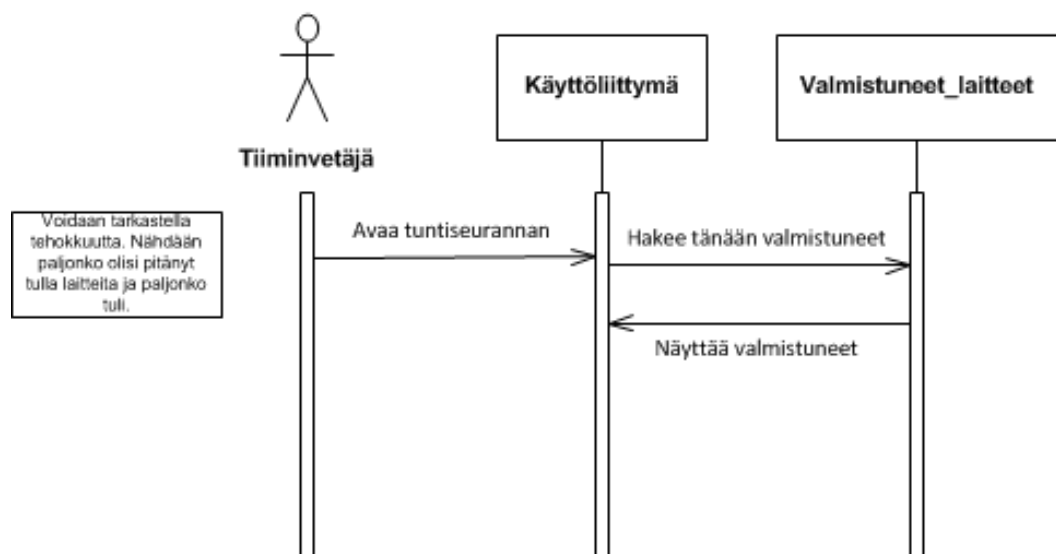 Käyttöliittymä
Valmistuneet_laitteet
Tiiminvetäjä
Voidaan tarkastella
tehokkuutta. Nähdään
paljonko olisi pitänyt
tulla laitteita ja paljonko
tuli.
Avaa tuntiseurannan
Hakee tänään valmistuneet
Näyttää valmistuneet